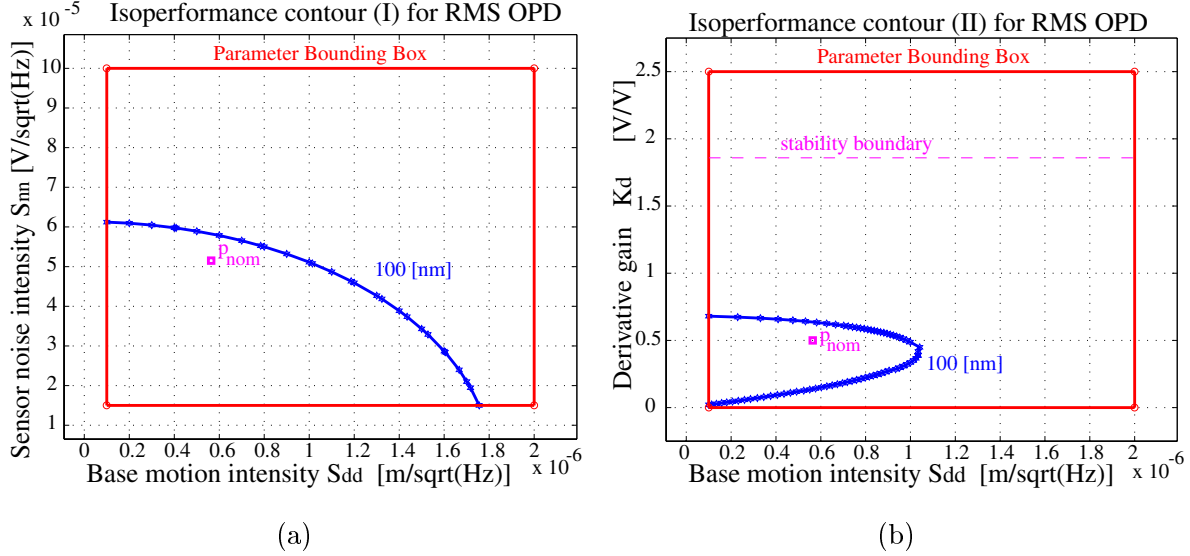 x 10 -5
Isoperformance contour (I) for RMS OPD
Sensor noise intensity Snn [V/sqrt(Hz)]
10
9
8
7
6
5
4
3
2
1
Parameter Bounding Box
pnom
100 [nm]
0 0.2 0.4 0.6 0.8 1 1.2 1.4 1.6 1.8 2
x 10 -6
Base motion intensity Sdd [m/sqrt(Hz)]
(a)
Isoperformance contour (II) for RMS OPD
Derivative gain Kd [V/V]
2.5
2
1.5
1
0.5
0
Parameter Bounding Box
stability boundary
pnom
100 [nm]
0 0.2 0.4 0.6 0.8 1 1.2 1.4 1.6 1.8 2
x 10 -6
Base motion intensity Sdd [m/sqrt(Hz)]
(b)